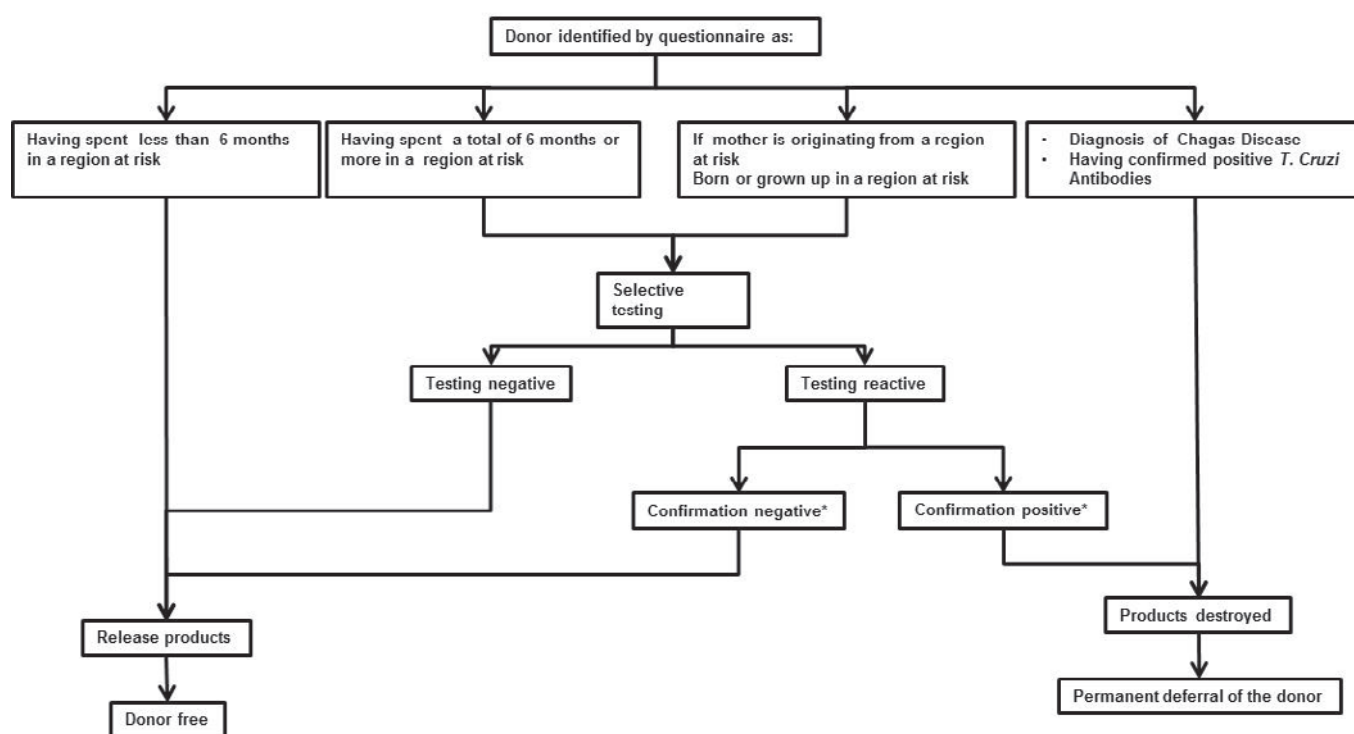 Donor identified by questionnaire as:
Having spent less than 6 months
in a region at risk
Having spent a total of 6 months or
more in a region at risk
If mother is originating from a region
at risk
Born or grown up in a region at risk
- Diagnosis of Chagas Disease
- Having confirmed positive T. Cruzi
Antibodies
Selective
testing
Testing negative
Testing reactive
Confirmation negative*
Confirmation positive*
Release products
Products destroyed
Donor free
Permanent deferral of the donor